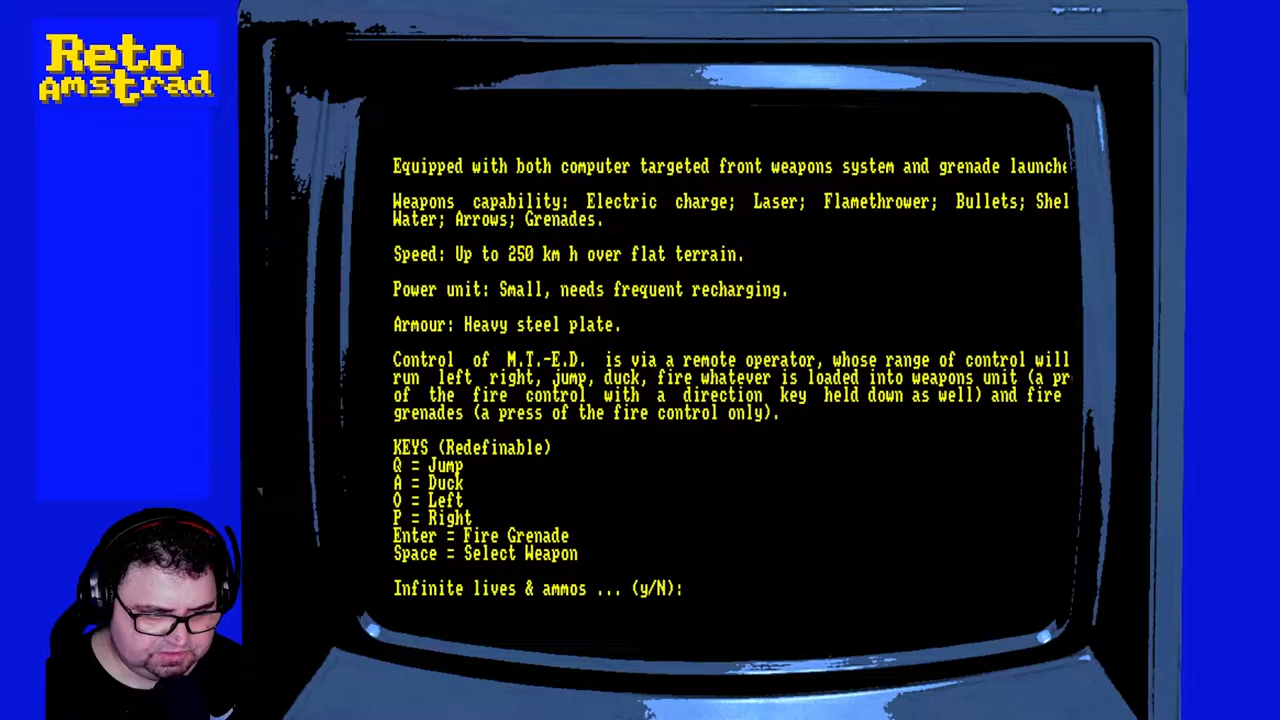 Reto
Amstrad
Equipped with both computer targeted front weapons system and grenade
Weapons capability: Electric charge; Laser; Flamethrower; Bullets;
Water; Arrows; Grenades.
Speed: Up to 250 km h over flat terrain.
Power unit: Small, needs frequent recharging.
Armour: Heavy steel plate.
Control of M.T.-E.D. is via a remote operator, whose range of control will
run left right, jump, duck, fire whatever is loaded into weapons unit (a
of the fire control with a direction key held down as well) and fire
grenades (a press of the fire control only).
KEYS (Redefinable)
Q = Jump
A = Duck
O = Left
P = Right
Enter = Fire Grenade
Space = Select Weapon
Infinite lives & ammos ... (y/N):